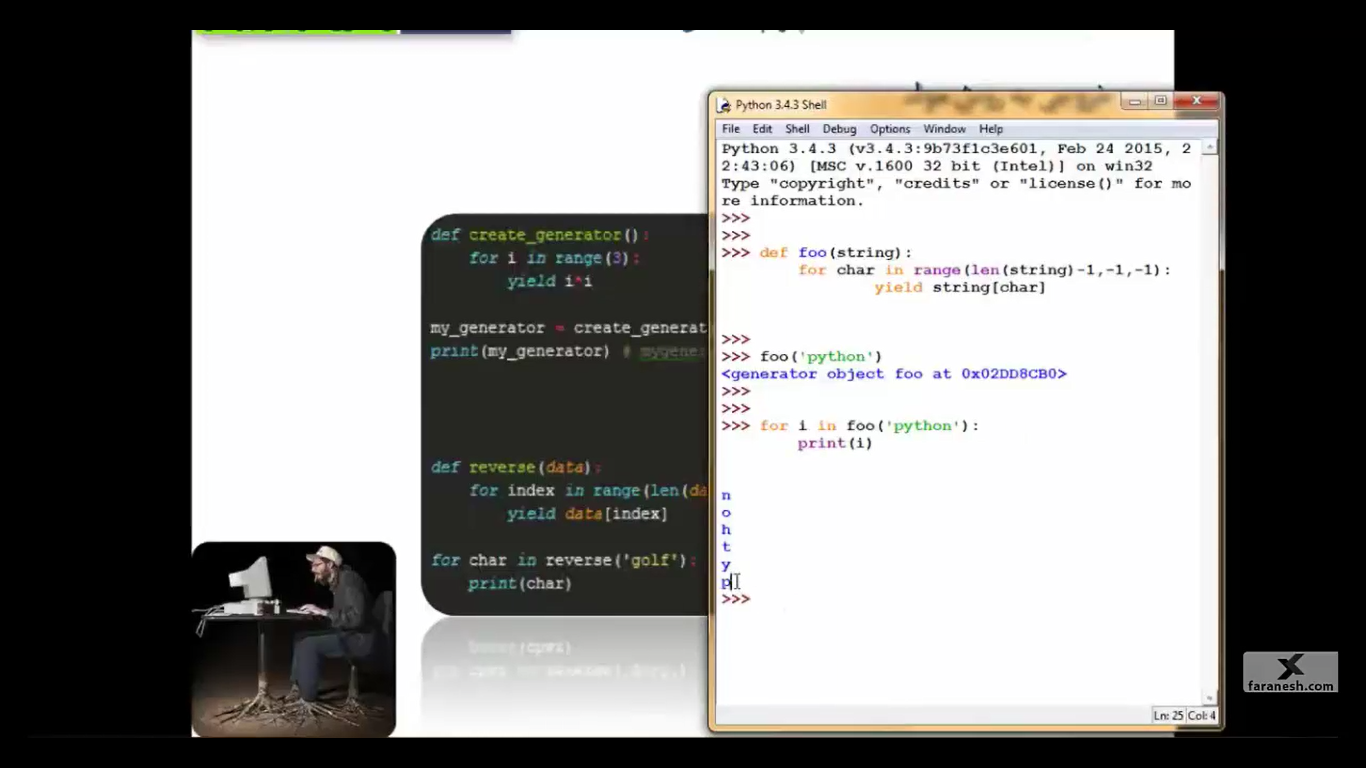 def create_generator():
for i in range(3):
yield i*i
my_generator = create_generat
print(my_generator) #
def reverse(data):
for index in range(len(da
yield data[index]
for char in reverse('golf'):
print(char)
Python 3.4.3 Shell
File Edit Shell Debug Options Window Help
Python 3.4.3 (v3.4.3:9b73f1c3e601, Feb 24 2015, 2
2:43:06) [MSC v.1600 32 bit (Intel)] on win32
Type "copyright", "credits" or "license()" for mo
re information.
>>>
>>>
>>> def foo(string):
for char in range(len(string)-1,-1,-1):
yield string[char]
>>>
>>> foo('python')
<generator object foo at 0x02DD8CB0>
>>>
>>>
>>> for i in foo('python'):
print(i)
n
o
h
t
y
p
>>>
Ln: 25 Col: 4
faranesh.com